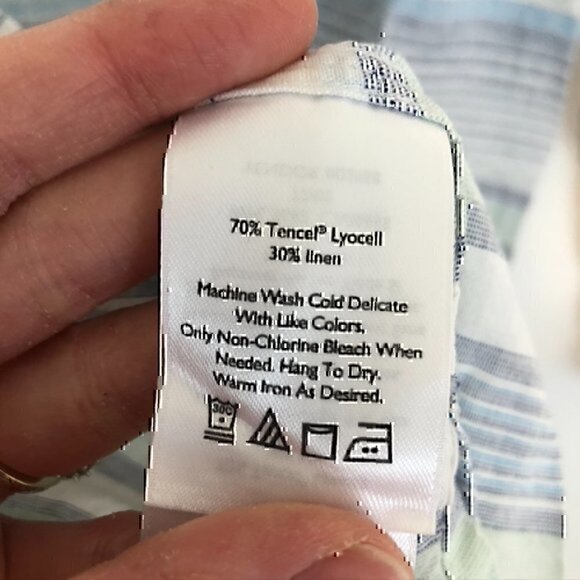 70% Tencel® Lyocell
30% linen
Machine Wash Cold Delicate
With Like Colors.
Only Non-Chlorine Bleach When
Needed. Hang To Dry.
Warm Iron As Desired.
30C